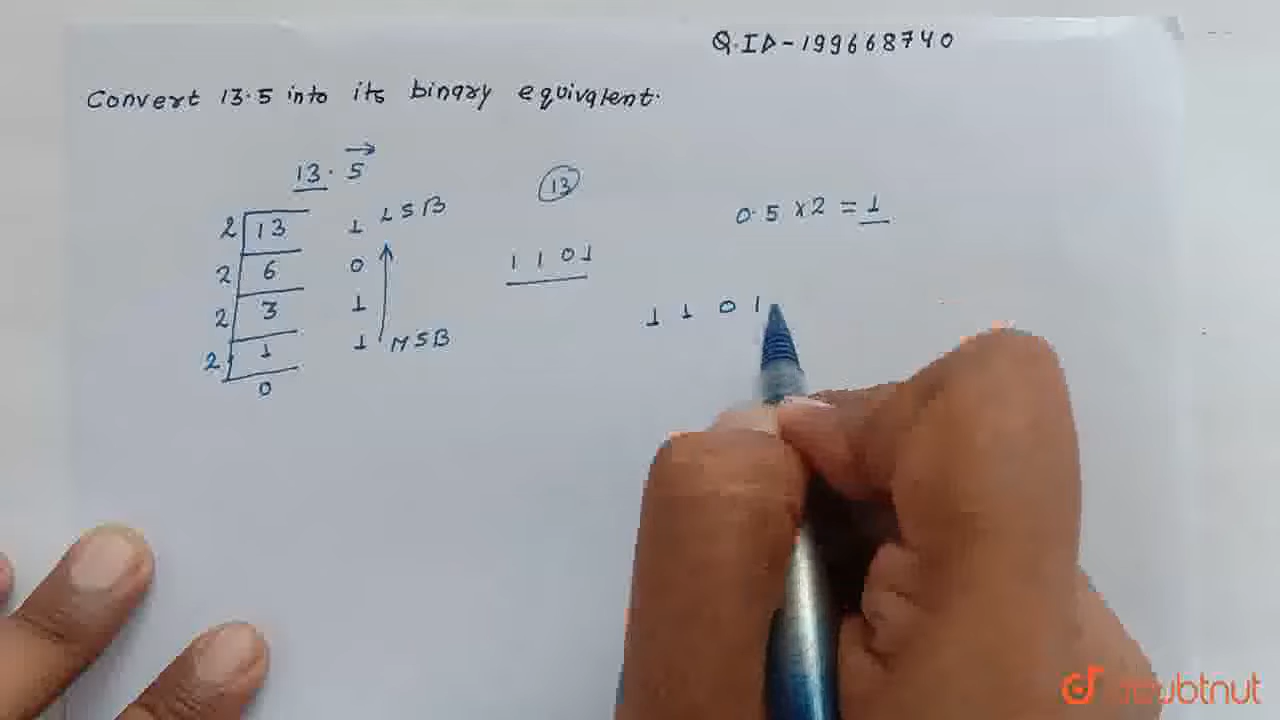 Q.ID-199668740
Convert 13.5 into its binary equivalent.
13.5
2 13 1 LSB
2 6 0
2 3 1
2 1 1 MSB
0
13
1 1 0 1
0.5 x 2 = 1
1 1 0 1
doubtnut